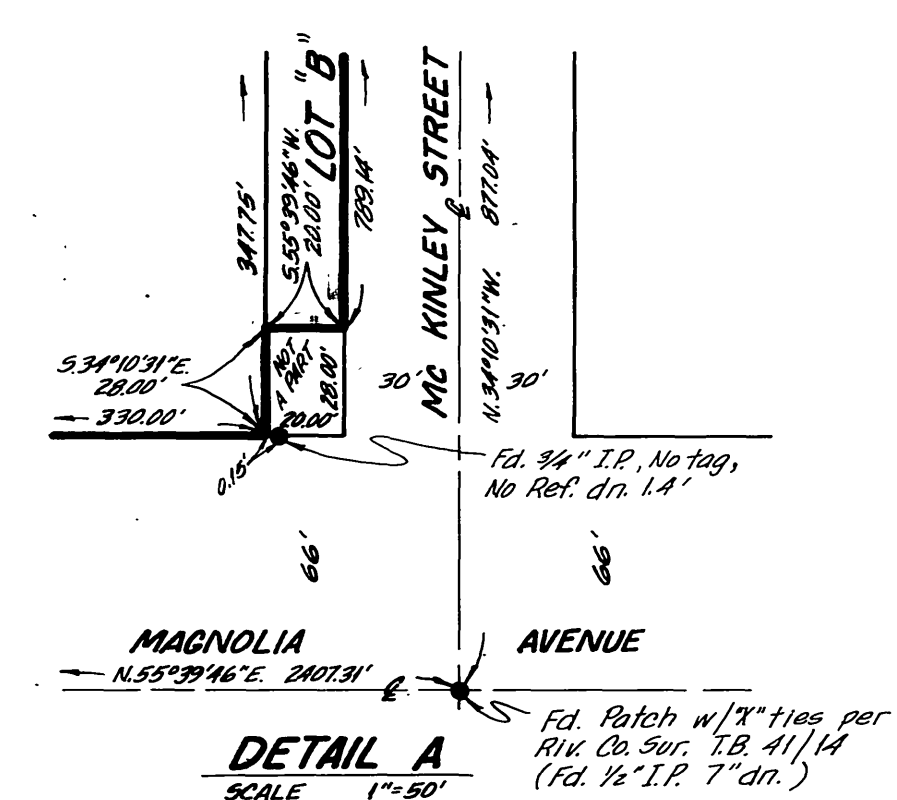 LOT "B"
S.55°39'46"W.
20.00'
347.75'
789.14'
Mc KINLEY STREET
℄
N.34°10'31"W. 877.04'
30'
30'
S.34°10'31"E.
28.00'
330.00'
NOT
A PART
28.00'
20.00'
0.15'
Fd. 3/4" I.P., No tag,
No Ref. dn. 1.4'
66'
66'
MAGNOLIA AVENUE
N.55°39'46"E. 2407.31'
℄
Fd. Patch w/"X" ties per
Riv. Co. Sur. T.B. 41/14
(Fd. 1/2" I.P. 7" dn.)
DETAIL A
SCALE 1"=50'